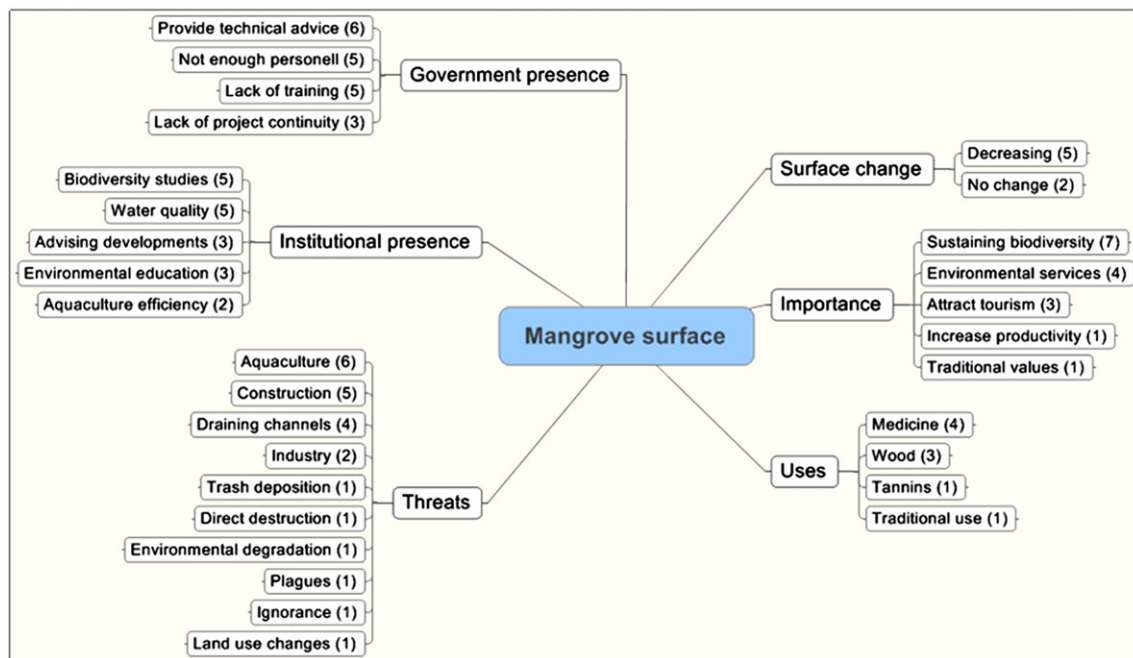 Provide technical advice (6)
Not enough personell (5)
Lack of training (5)
Lack of project continuity (3)
Government presence
Biodiversity studies (5)
Water quality (5)
Advising developments (3)
Environmental education (3)
Aquaculture efficiency (2)
Institutional presence
Aquaculture (6)
Construction (5)
Draining channels (4)
Industry (2)
Trash deposition (1)
Direct destruction (1)
Environmental degradation (1)
Plagues (1)
Ignorance (1)
Land use changes (1)
Threats
Mangrove surface
Surface change
Decreasing (5)
No change (2)
Importance
Sustaining biodiversity (7)
Environmental services (4)
Attract tourism (3)
Increase productivity (1)
Traditional values (1)
Uses
Medicine (4)
Wood (3)
Tannins (1)
Traditional use (1)